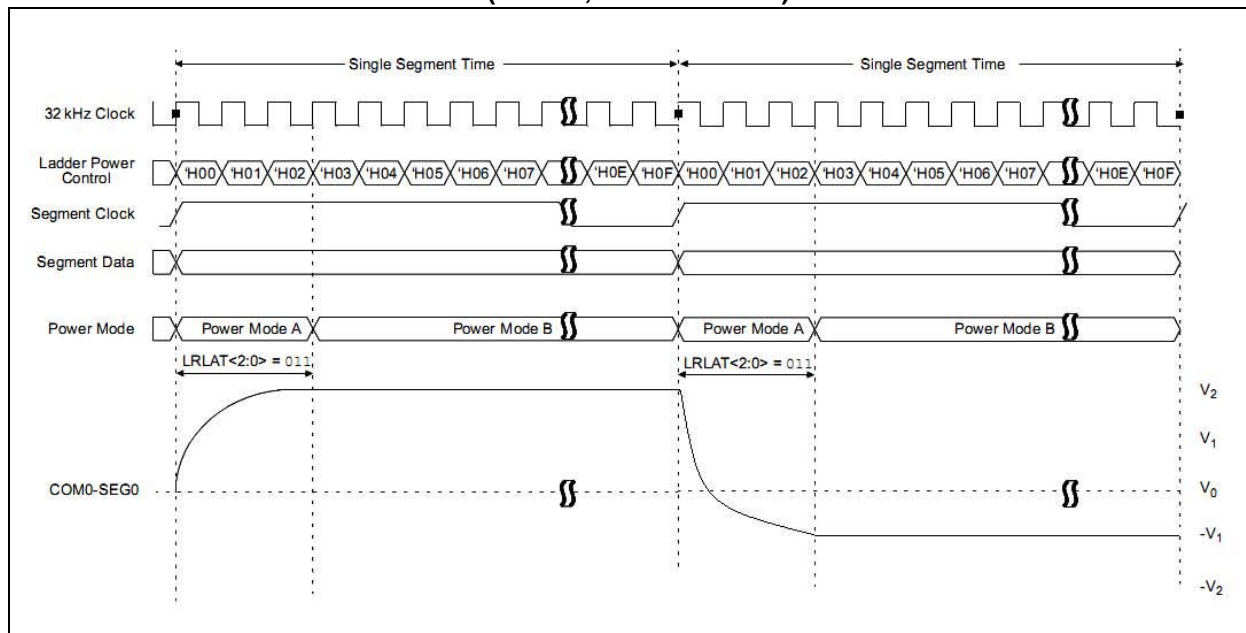 Single Segment Time Single Segment Time
32 kHz Clock
Ladder Power
Control
'H00 'H01 'H02 'H03 'H04 'H05 'H06 'H07 'H0E 'H0F 'H00 'H01 'H02 'H03 'H04 'H05 'H06 'H07 'H0E 'H0F
Segment Clock
Segment Data
Power Mode Power Mode A Power Mode B Power Mode A Power Mode B
LRLAT<2:0> = 011 LRLAT<2:0> = 011
V2
V1
COM0-SEG0 V0
-V1
-V2